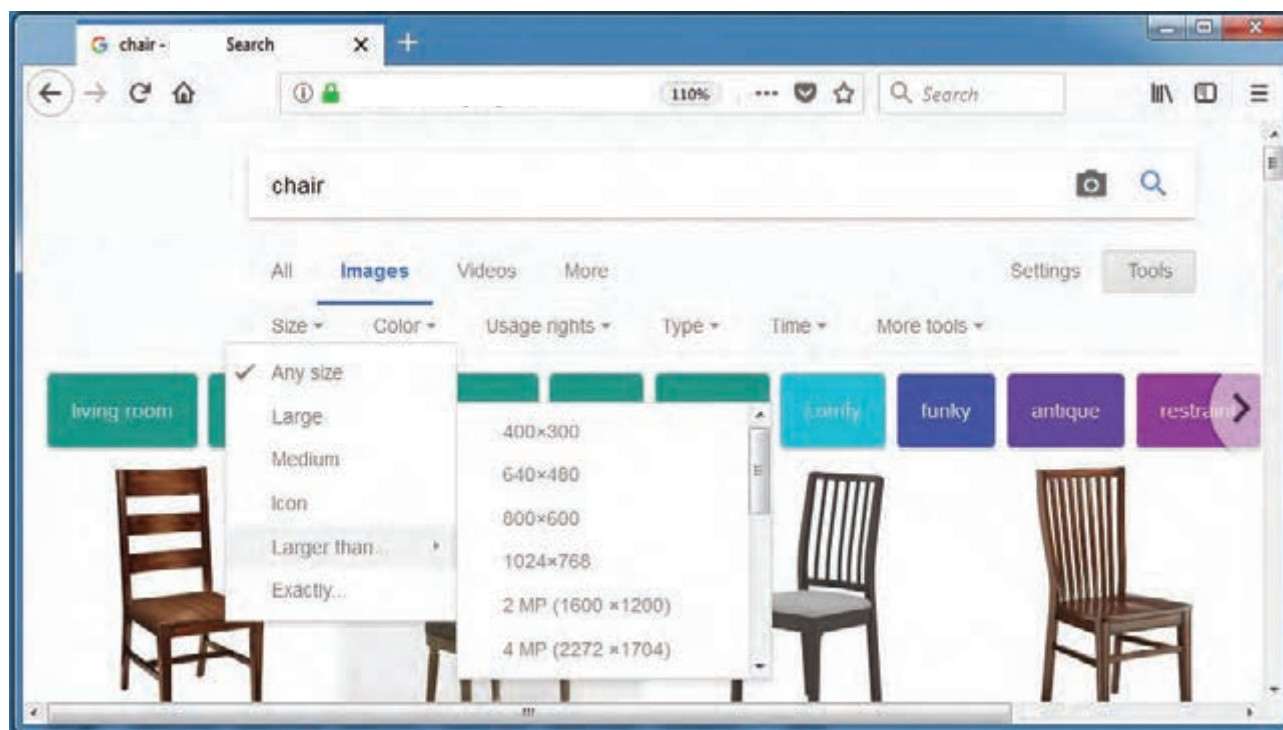 chair - Search
110% ... Search
chair
All Images Videos More Settings Tools
Size Color Usage rights Type Time More tools
Any size
Large
Medium
Icon
Larger than...
Exactly...
400×300
640×480
800×600
1024×768
2 MP (1600 ×1200)
4 MP (2272 ×1704)
living room comfy funky antique